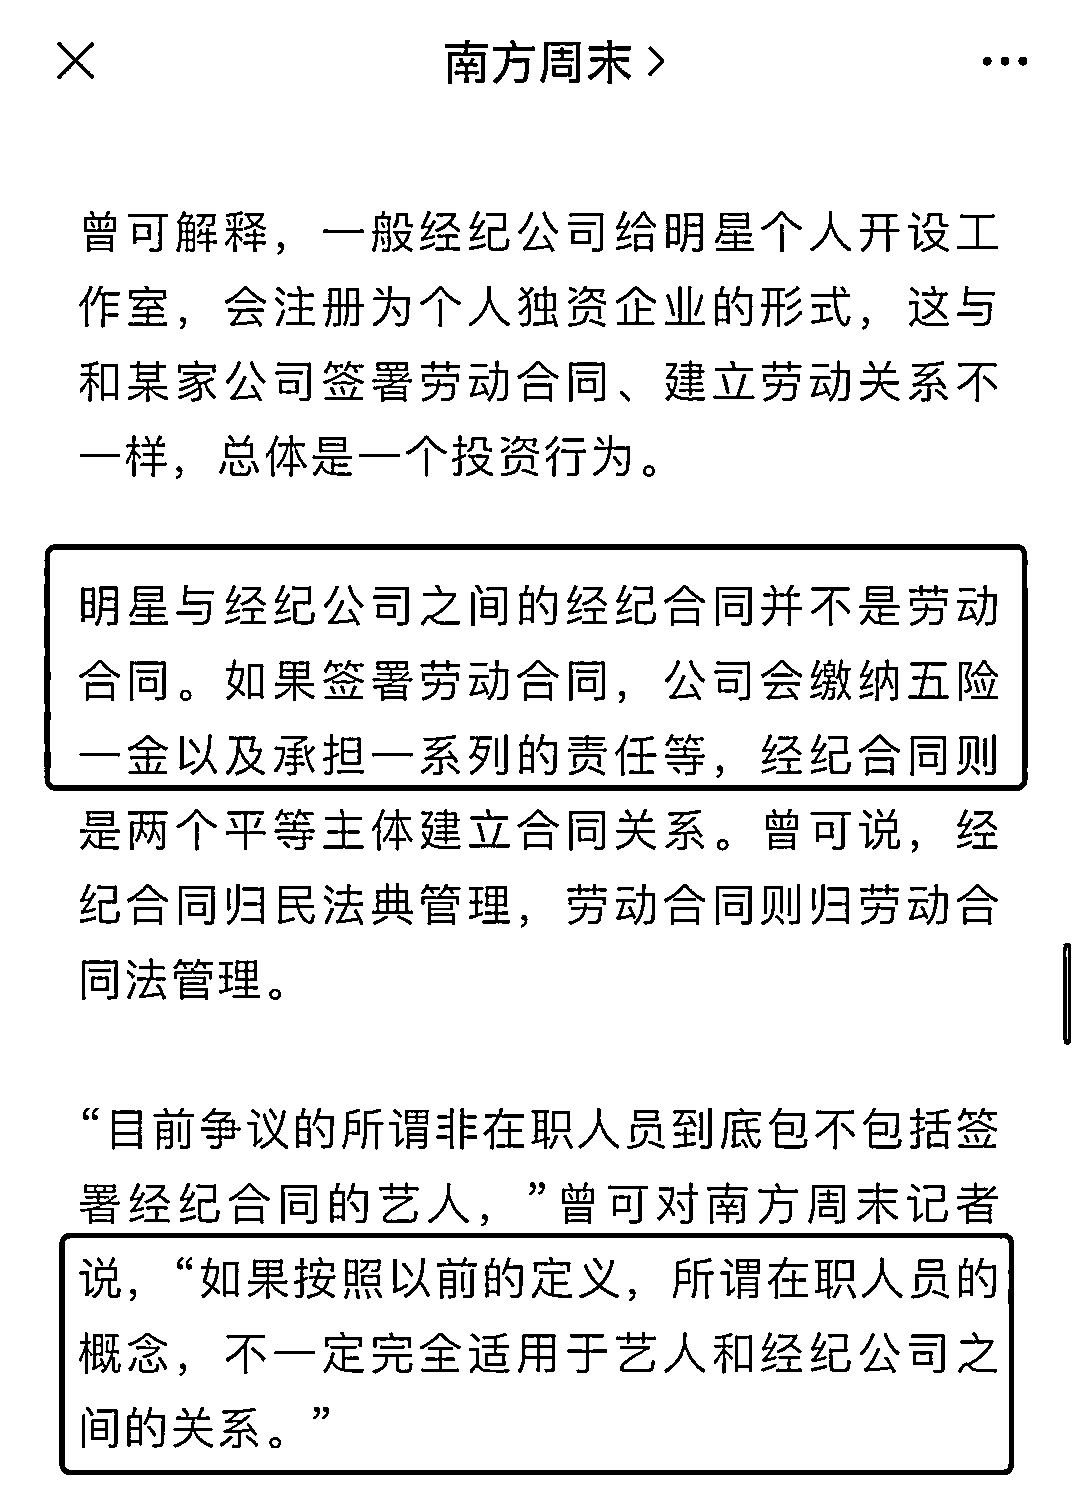 南方周末
曾可解释，一般经纪公司给明星个人开设工
作室，会注册为个人独资企业的形式，这与
和某家公司签署劳动合同、建立劳动关系不
一样，总体是一个投资行为。
明星与经纪公司之间的经纪合同并不是劳动
合同。如果签署劳动合同，公司会缴纳五险
一金以及承担一系列的责任等，经纪合同则
是两个平等主体建立合同关系。曾可说，经
纪合同归民法典管理，劳动合同则归劳动合
同法管理。
“目前争议的所谓非在职人员到底包不包括签
署经纪合同的艺人，”曾可对南方周末记者
说，“如果按照以前的定义，所谓在职人员的
概念，不一定完全适用于艺人和经纪公司之
间的关系。”